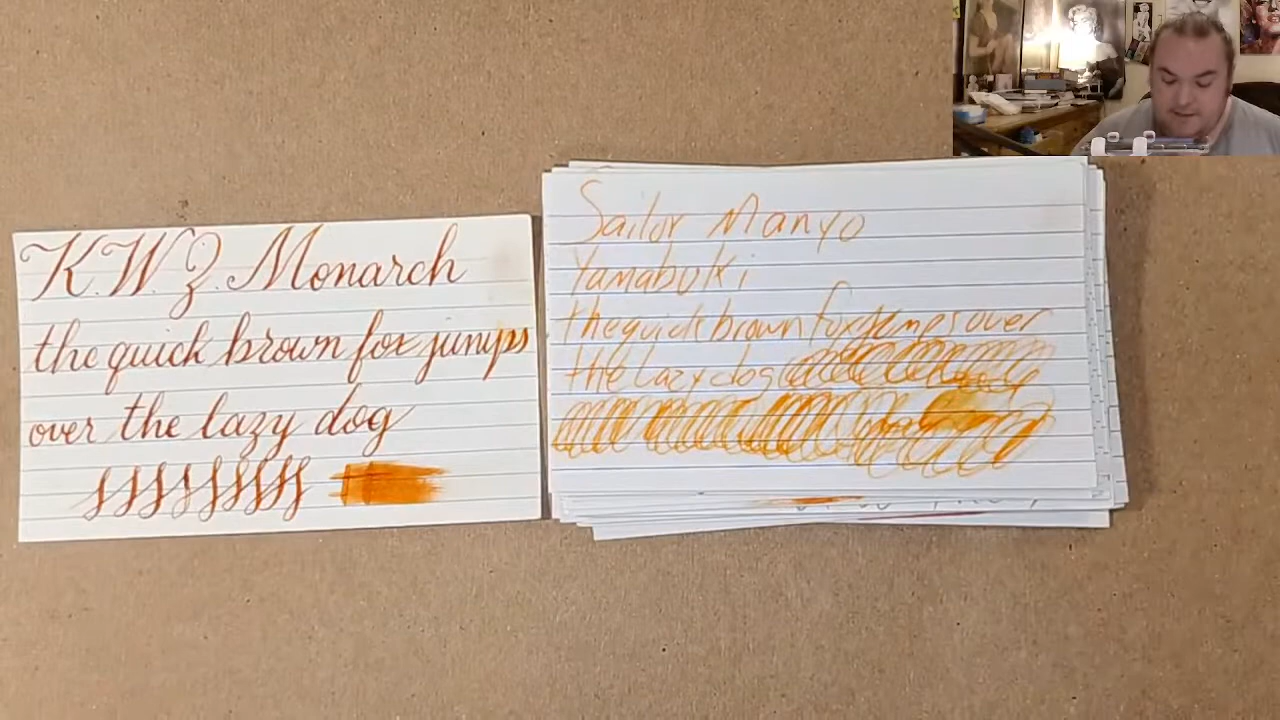 K.W.Z. Monarch
the quick brown fox jumps
over the lazy dog
Sailor Manyo
Yamabuki
the quick brown fox jumps over
the lazy dog